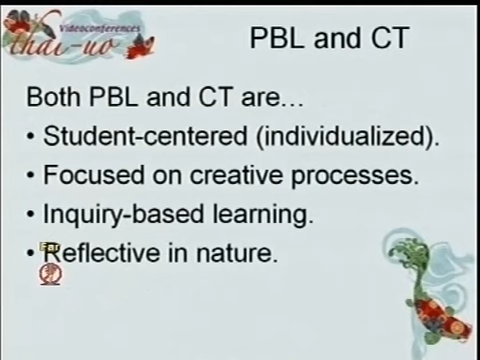 Videoconferences
thai-uo
PBL and CT
Both PBL and CT are…
• Student-centered (individualized).
• Focused on creative processes.
• Inquiry-based learning.
• Reflective in nature.
Far